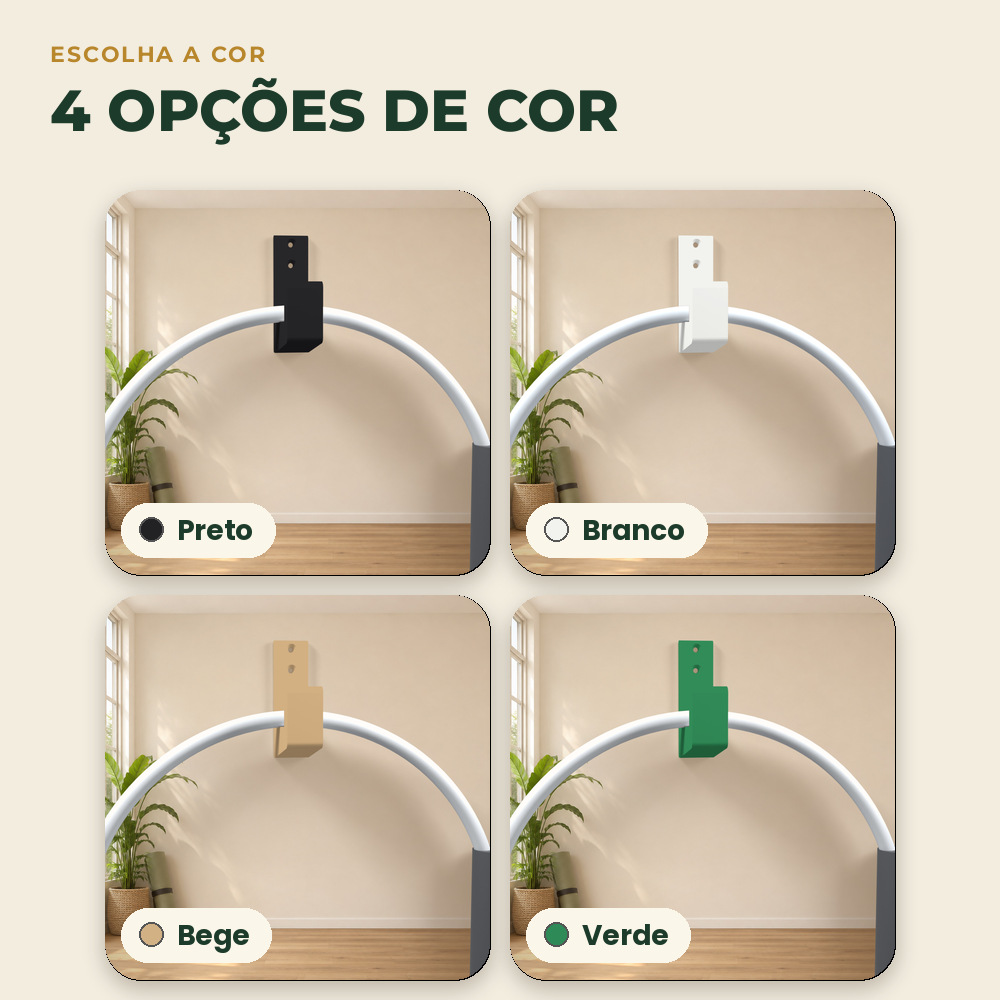 ESCOLHA A COR
4 OPÇÕES DE COR
Preto
Branco
Bege
Verde